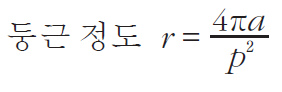 둥근 정도 r = 4πa / p²